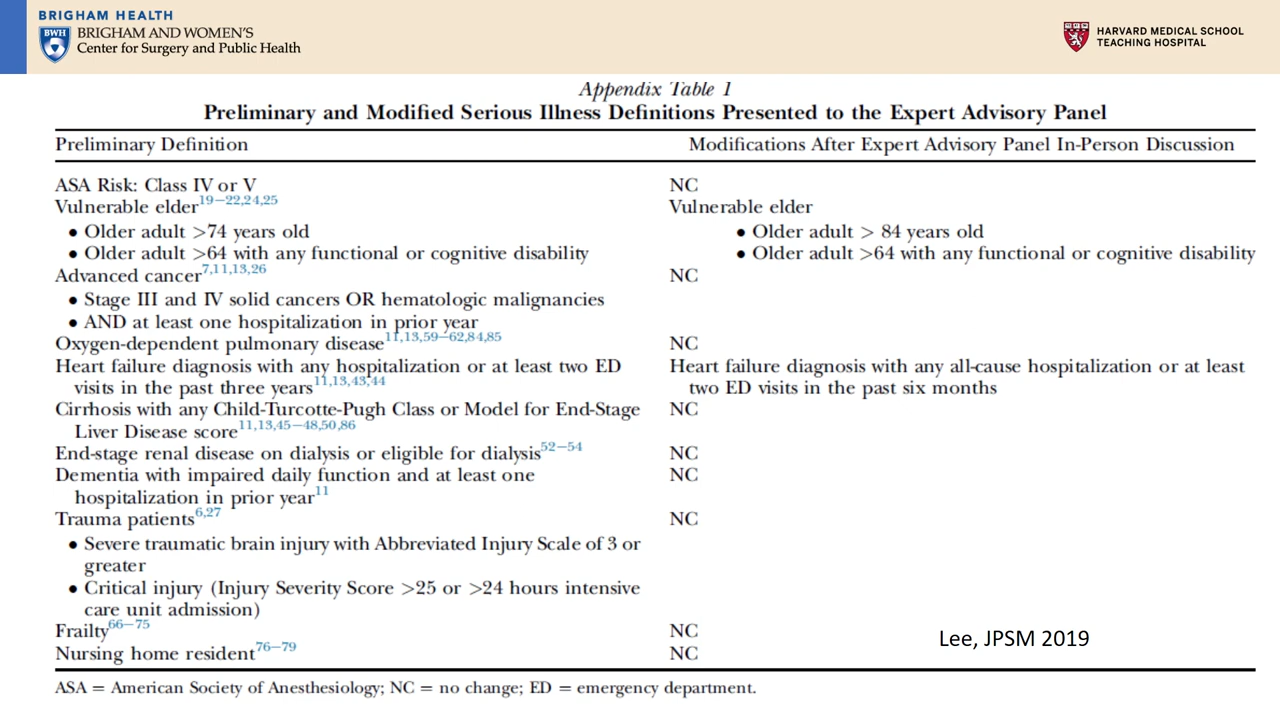 BRIGHAM HEALTH
BWH
BRIGHAM AND WOMEN'S
Center for Surgery and Public Health
HARVARD MEDICAL SCHOOL
TEACHING HOSPITAL
Appendix Table 1
Preliminary and Modified Serious Illness Definitions Presented to the Expert Advisory Panel
Preliminary Definition
Modifications After Expert Advisory Panel In-Person Discussion
ASA Risk: Class IV or V
NC
Vulnerable elder19–22,24,25
Vulnerable elder
• Older adult >74 years old
• Older adult > 84 years old
• Older adult >64 with any functional or cognitive disability
• Older adult >64 with any functional or cognitive disability
Advanced cancer7,11,13,26
NC
• Stage III and IV solid cancers OR hematologic malignancies
• AND at least one hospitalization in prior year
Oxygen-dependent pulmonary disease11,13,59–62,84,85
NC
Heart failure diagnosis with any hospitalization or at least two ED
visits in the past three years11,13,43,44
Heart failure diagnosis with any all-cause hospitalization or at least
two ED visits in the past six months
Cirrhosis with any Child-Turcotte-Pugh Class or Model for End-Stage
Liver Disease score11,13,45–48,50,86
NC
End-stage renal disease on dialysis or eligible for dialysis52–54
NC
Dementia with impaired daily function and at least one
hospitalization in prior year11
NC
Trauma patients6,27
NC
• Severe traumatic brain injury with Abbreviated Injury Scale of 3 or
greater
• Critical injury (Injury Severity Score >25 or >24 hours intensive
care unit admission)
Frailty66–75
NC
Nursing home resident76–79
NC
Lee, JPSM 2019
ASA = American Society of Anesthesiology; NC = no change; ED = emergency department.